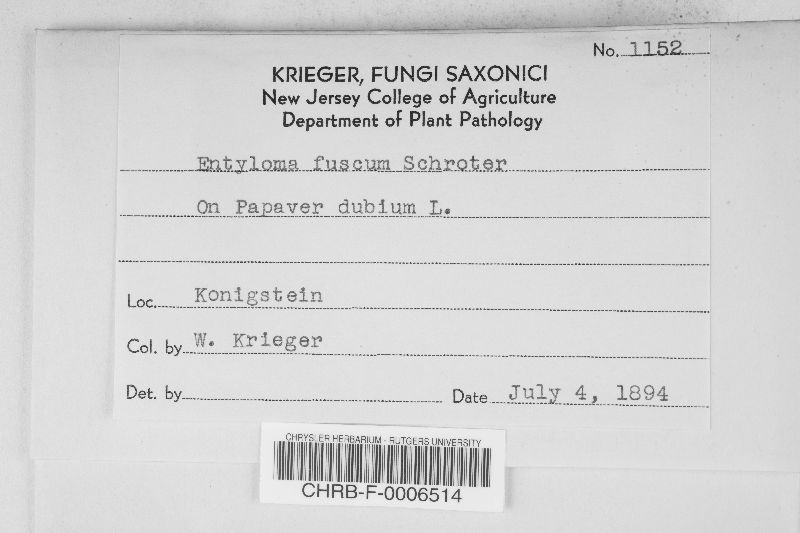 No. 1152
KRIEGER, FUNGI SAXONICI
New Jersey College of Agriculture
Department of Plant Pathology
Entyloma fuscum Schroter
On Papaver dubium L.
Loc. Konigstein
Col. by W. Krieger
Det. by
Date July 4, 1894
CHRYSLER HERBARIUM - RUTGERS UNIVERSITY
CHRB-F-0006514